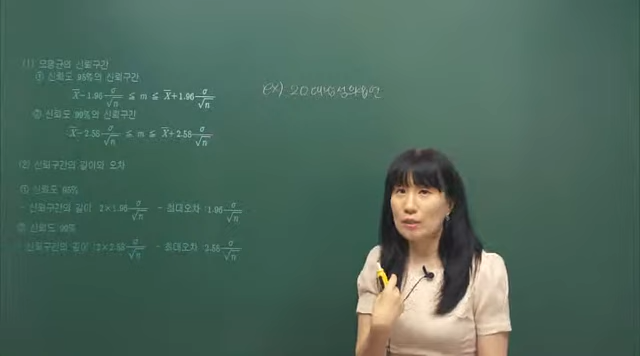 (1) 모평균의 신뢰구간
① 신뢰도 95%의 신뢰구간
X̄-1.96 σ/√n ≤ m ≤ X̄+1.96 σ/√n
② 신뢰도 99%의 신뢰구간
X̄-2.58 σ/√n ≤ m ≤ X̄+2.58 σ/√n
ex) 20대
(2) 신뢰구간의 길이와 오차
① 신뢰도 95%
- 신뢰구간의 길이 2×1.96 σ/√n - 최대오차 1.96 σ/√n
② 신뢰도 99%
- 신뢰구간의 길이 2×2.58 σ/√n - 최대오차 2.58 σ/√n